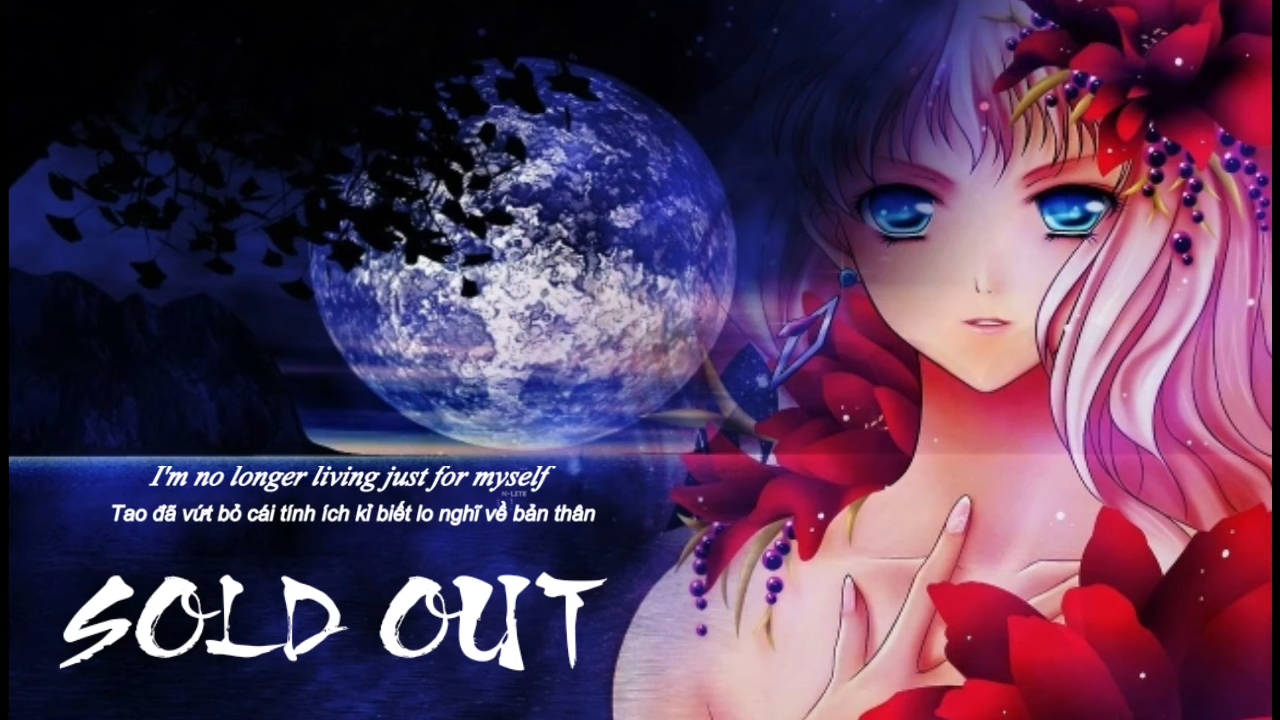 I'm no longer living just for myself
N-LITE
Tao đã vứt bỏ cái tính ích kỉ biết lo nghĩ về bản thân
SOLD OUT